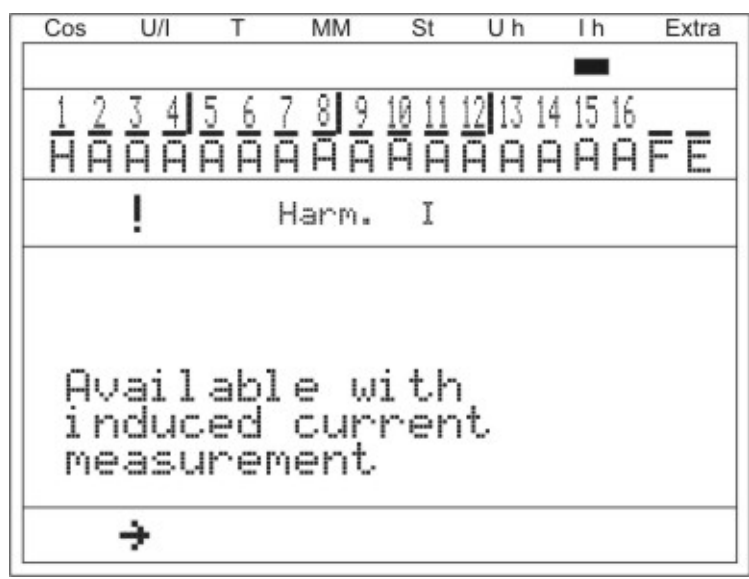 Cos U/I T MM St U h I h Extra
1 2 3 4 5 6 7 8 9 10 11 12 13 14 15 16
H A A A A A A A A A A A A A A A F E
! Harm. I
Available with
induced current
measurement
→